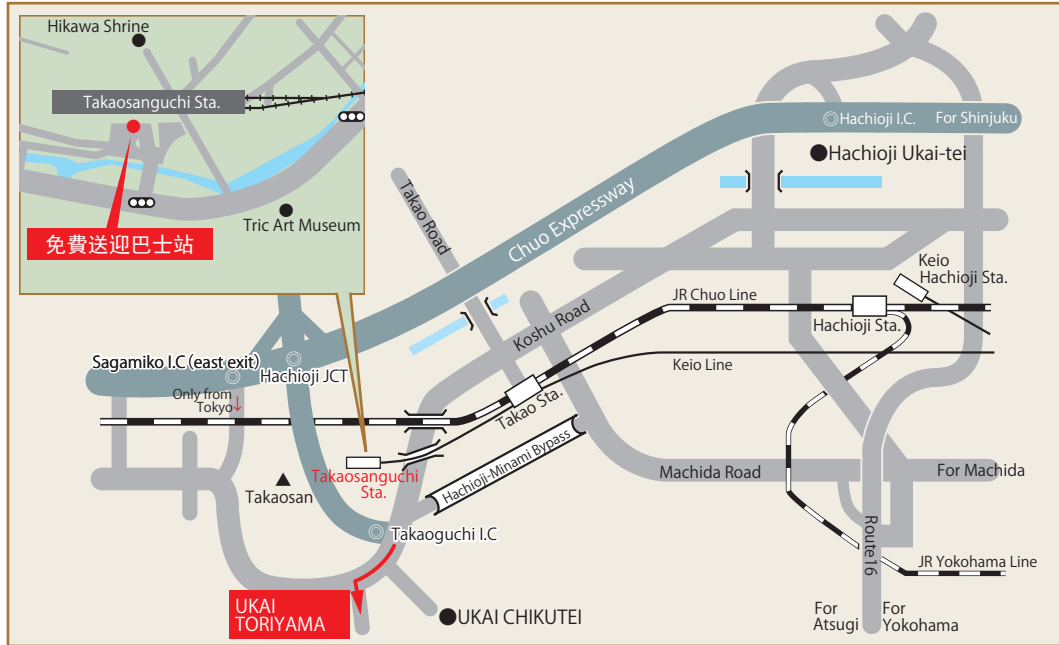 Hikawa Shrine
Takaosanguchi Sta.
免費送迎巴士站
Tric Art Museum
Takao Road
Chuo Expressway
Hachioji I.C.
For Shinjuku
Hachioji Ukai-tei
Keio
Hachioji Sta.
JR Chuo Line
Hachioji Sta.
Koshu Road
Keio Line
Sagamiko I.C (east exit)
Hachioji JCT
Only from
Tokyo↓
Takao Sta.
Hachioji-Minami Bypass
Takaosanguchi
Sta.
Takaosan
Machida Road
For Machida
Takaoguchi I.C
Route16
JR Yokohama Line
UKAI
TORIYAMA
UKAI CHIKUTEI
For
Atsugi
For
Yokohama